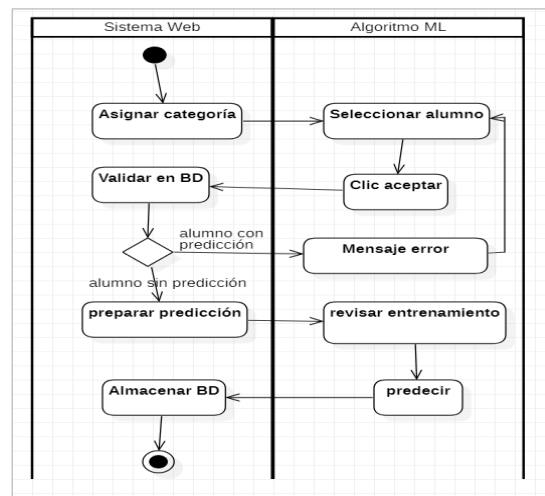 Sistema Web
Algoritmo ML
Asignar categoría
Seleccionar alumno
Validar en BD
Clic aceptar
alumno con
predicción
Mensaje error
alumno sin predicción
preparar predicción
revisar entrenamiento
Almacenar BD
predecir